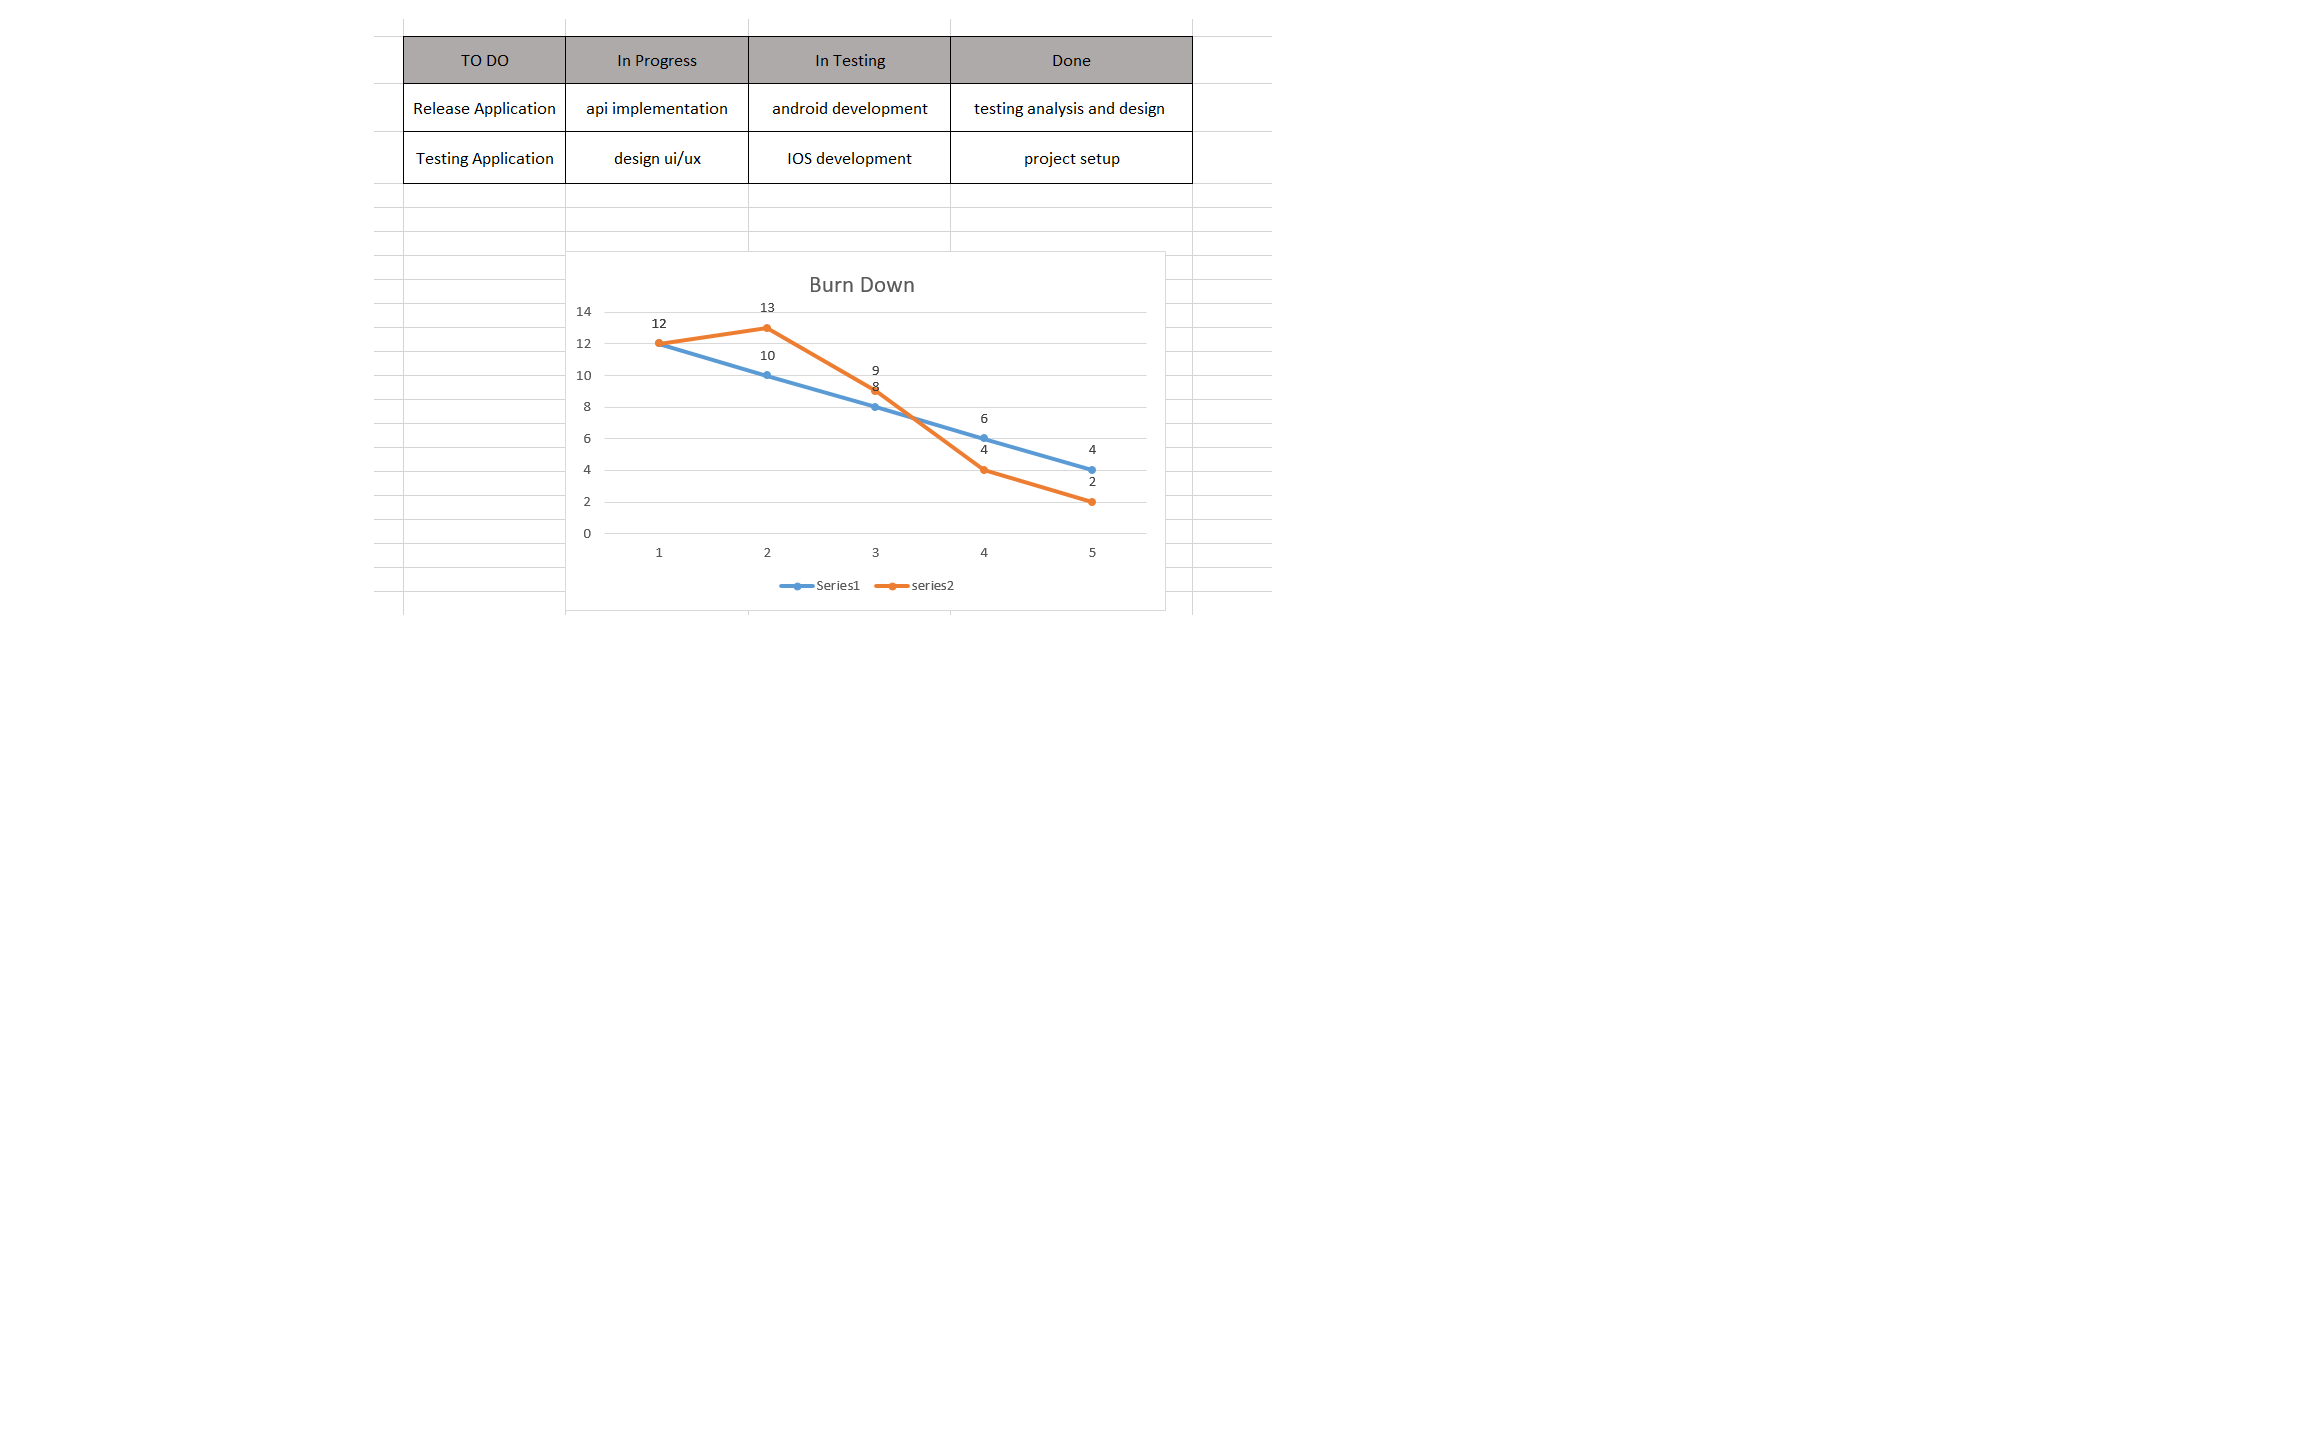 TO DO In Progress In Testing Done
Release Application api implementation android development testing analysis and design
Testing Application design ui/ux IOS development project setup
Burn Down
14 13
12 12
10 10
9
8
8
6 6
4 4 4
2 2
0
1 2 3 4 5
Series1 series2